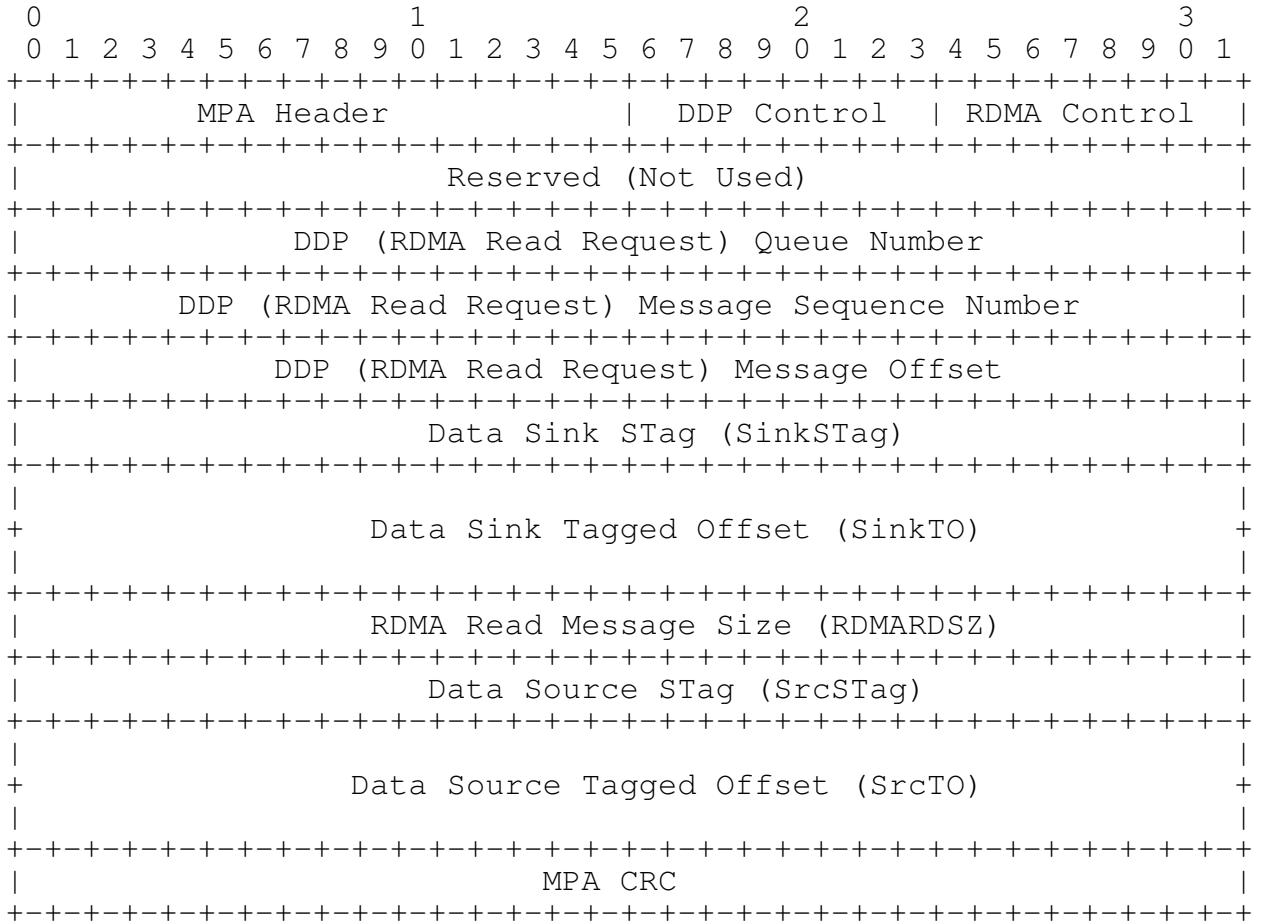 0                   1                   2                   3
 0 1 2 3 4 5 6 7 8 9 0 1 2 3 4 5 6 7 8 9 0 1 2 3 4 5 6 7 8 9 0 1
+-+-+-+-+-+-+-+-+-+-+-+-+-+-+-+-+-+-+-+-+-+-+-+-+-+-+-+-+-+-+-+-+
|         MPA Header            |  DDP Control  | RDMA Control  |
+-+-+-+-+-+-+-+-+-+-+-+-+-+-+-+-+-+-+-+-+-+-+-+-+-+-+-+-+-+-+-+-+
|                      Reserved (Not Used)                      |
+-+-+-+-+-+-+-+-+-+-+-+-+-+-+-+-+-+-+-+-+-+-+-+-+-+-+-+-+-+-+-+-+
|              DDP (RDMA Read Request) Queue Number             |
+-+-+-+-+-+-+-+-+-+-+-+-+-+-+-+-+-+-+-+-+-+-+-+-+-+-+-+-+-+-+-+-+
|        DDP (RDMA Read Request) Message Sequence Number        |
+-+-+-+-+-+-+-+-+-+-+-+-+-+-+-+-+-+-+-+-+-+-+-+-+-+-+-+-+-+-+-+-+
|             DDP (RDMA Read Request) Message Offset            |
+-+-+-+-+-+-+-+-+-+-+-+-+-+-+-+-+-+-+-+-+-+-+-+-+-+-+-+-+-+-+-+-+
|                     Data Sink STag (SinkSTag)                 |
+-+-+-+-+-+-+-+-+-+-+-+-+-+-+-+-+-+-+-+-+-+-+-+-+-+-+-+-+-+-+-+-+
|                                                               |
+                  Data Sink Tagged Offset (SinkTO)             +
|                                                               |
+-+-+-+-+-+-+-+-+-+-+-+-+-+-+-+-+-+-+-+-+-+-+-+-+-+-+-+-+-+-+-+-+
|                  RDMA Read Message Size (RDMARDSZ)            |
+-+-+-+-+-+-+-+-+-+-+-+-+-+-+-+-+-+-+-+-+-+-+-+-+-+-+-+-+-+-+-+-+
|                     Data Source STag (SrcSTag)                |
+-+-+-+-+-+-+-+-+-+-+-+-+-+-+-+-+-+-+-+-+-+-+-+-+-+-+-+-+-+-+-+-+
|                                                               |
+                 Data Source Tagged Offset (SrcTO)             +
|                                                               |
+-+-+-+-+-+-+-+-+-+-+-+-+-+-+-+-+-+-+-+-+-+-+-+-+-+-+-+-+-+-+-+-+
|                           MPA CRC                             |
+-+-+-+-+-+-+-+-+-+-+-+-+-+-+-+-+-+-+-+-+-+-+-+-+-+-+-+-+-+-+-+-+